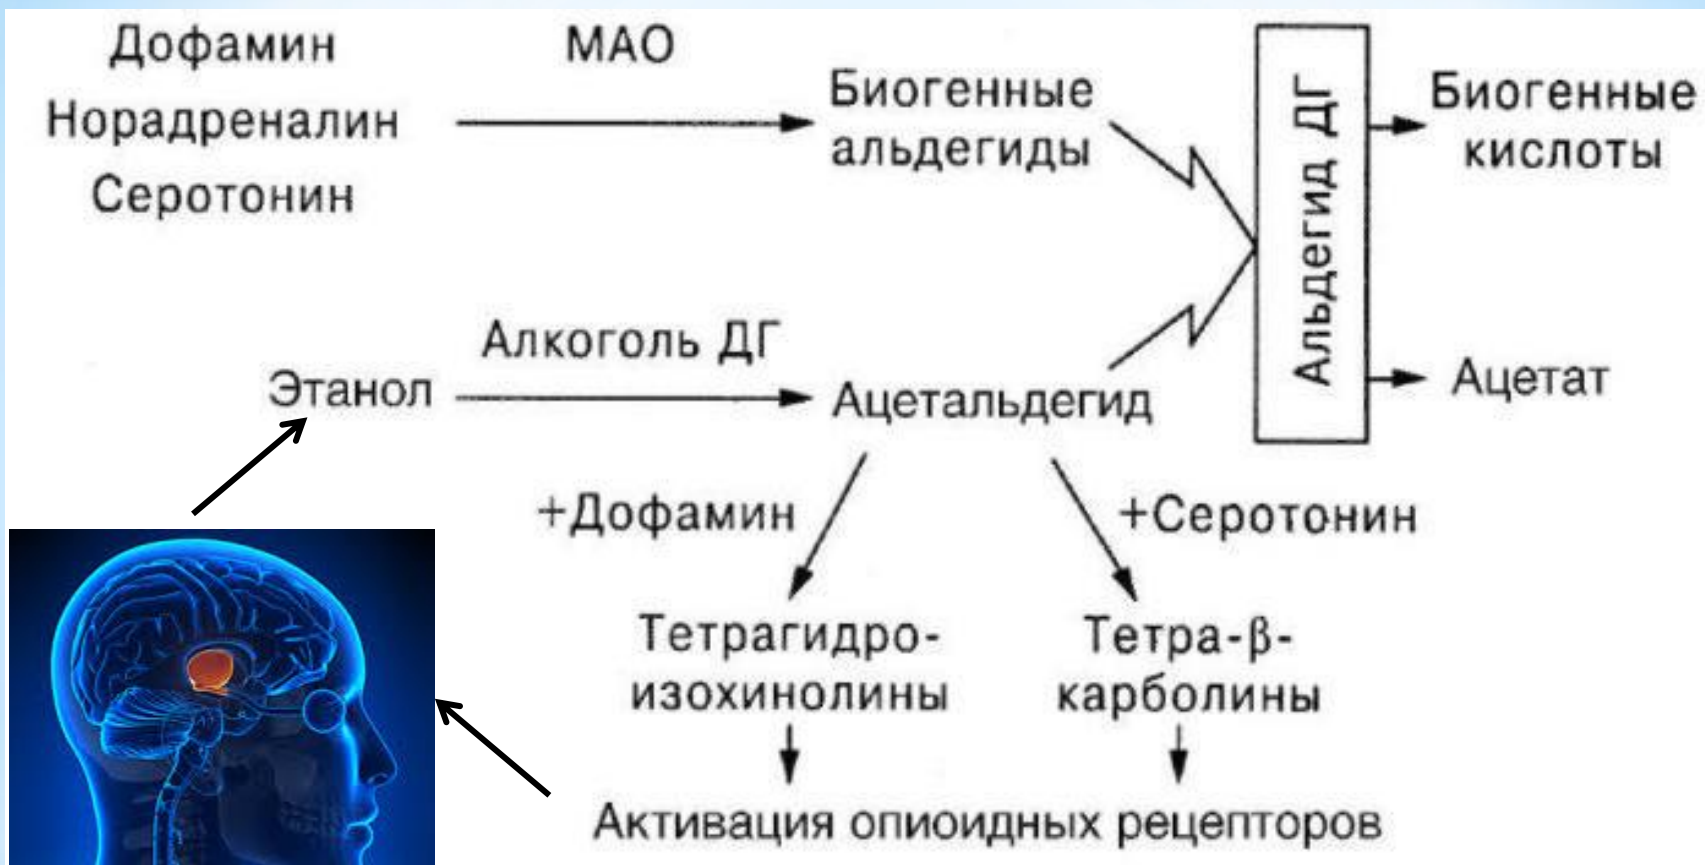 Дофамин
МАО
Норадреналин
Серотонин
Биогенные
альдегиды
Альдегид ДГ
Биогенные
кислоты
Этанол
Алкоголь ДГ
Ацетальдегид
Ацетат
+Дофамин
+Серотонин
Тетрагидро-
изохинолины
Тетра-β-
карболины
Активация опиоидных рецепторов